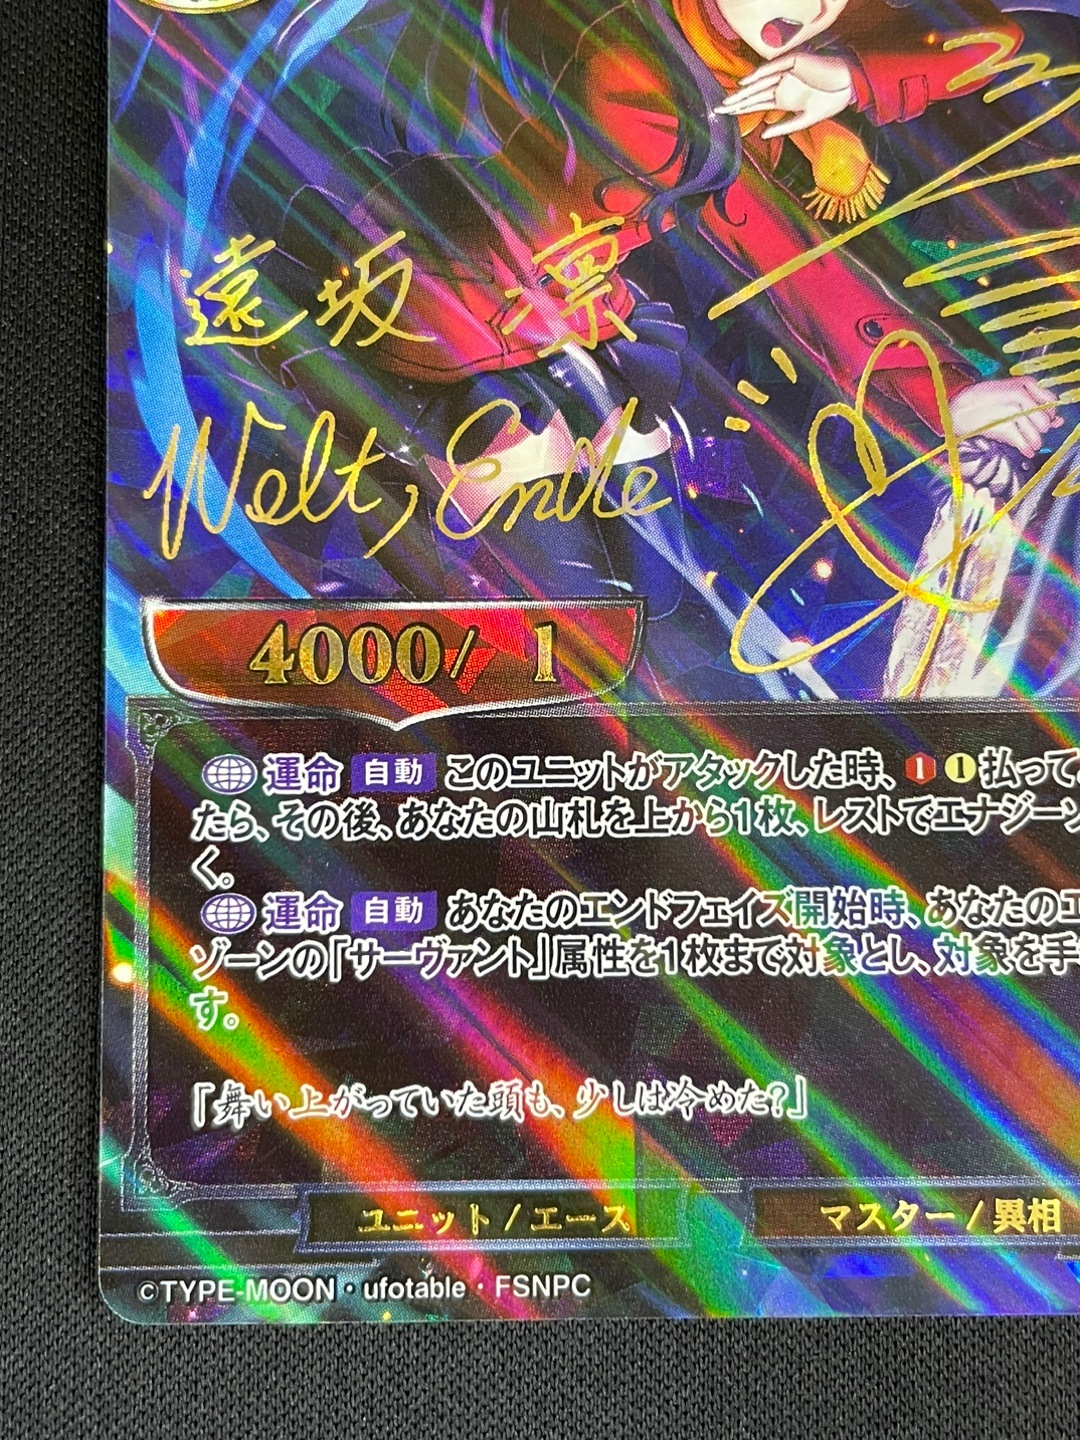 遠坂 凛
Welt, Ende
4000/ 1
運命 自動 このユニットがアタックした時、1 1払って
たら、その後、あなたの山札を上から1枚、レストでエナジーゾ
く。
運命 自動 あなたのエンドフェイズ開始時、あなたのエ
ゾーンの「サーヴァント」属性を1枚まで対象とし、対象を手
す。
「舞い上がっていた頭も、少しは冷めた?」
ユニット / エース
マスター / 異相
©TYPE-MOON・ufotable・FSNPC